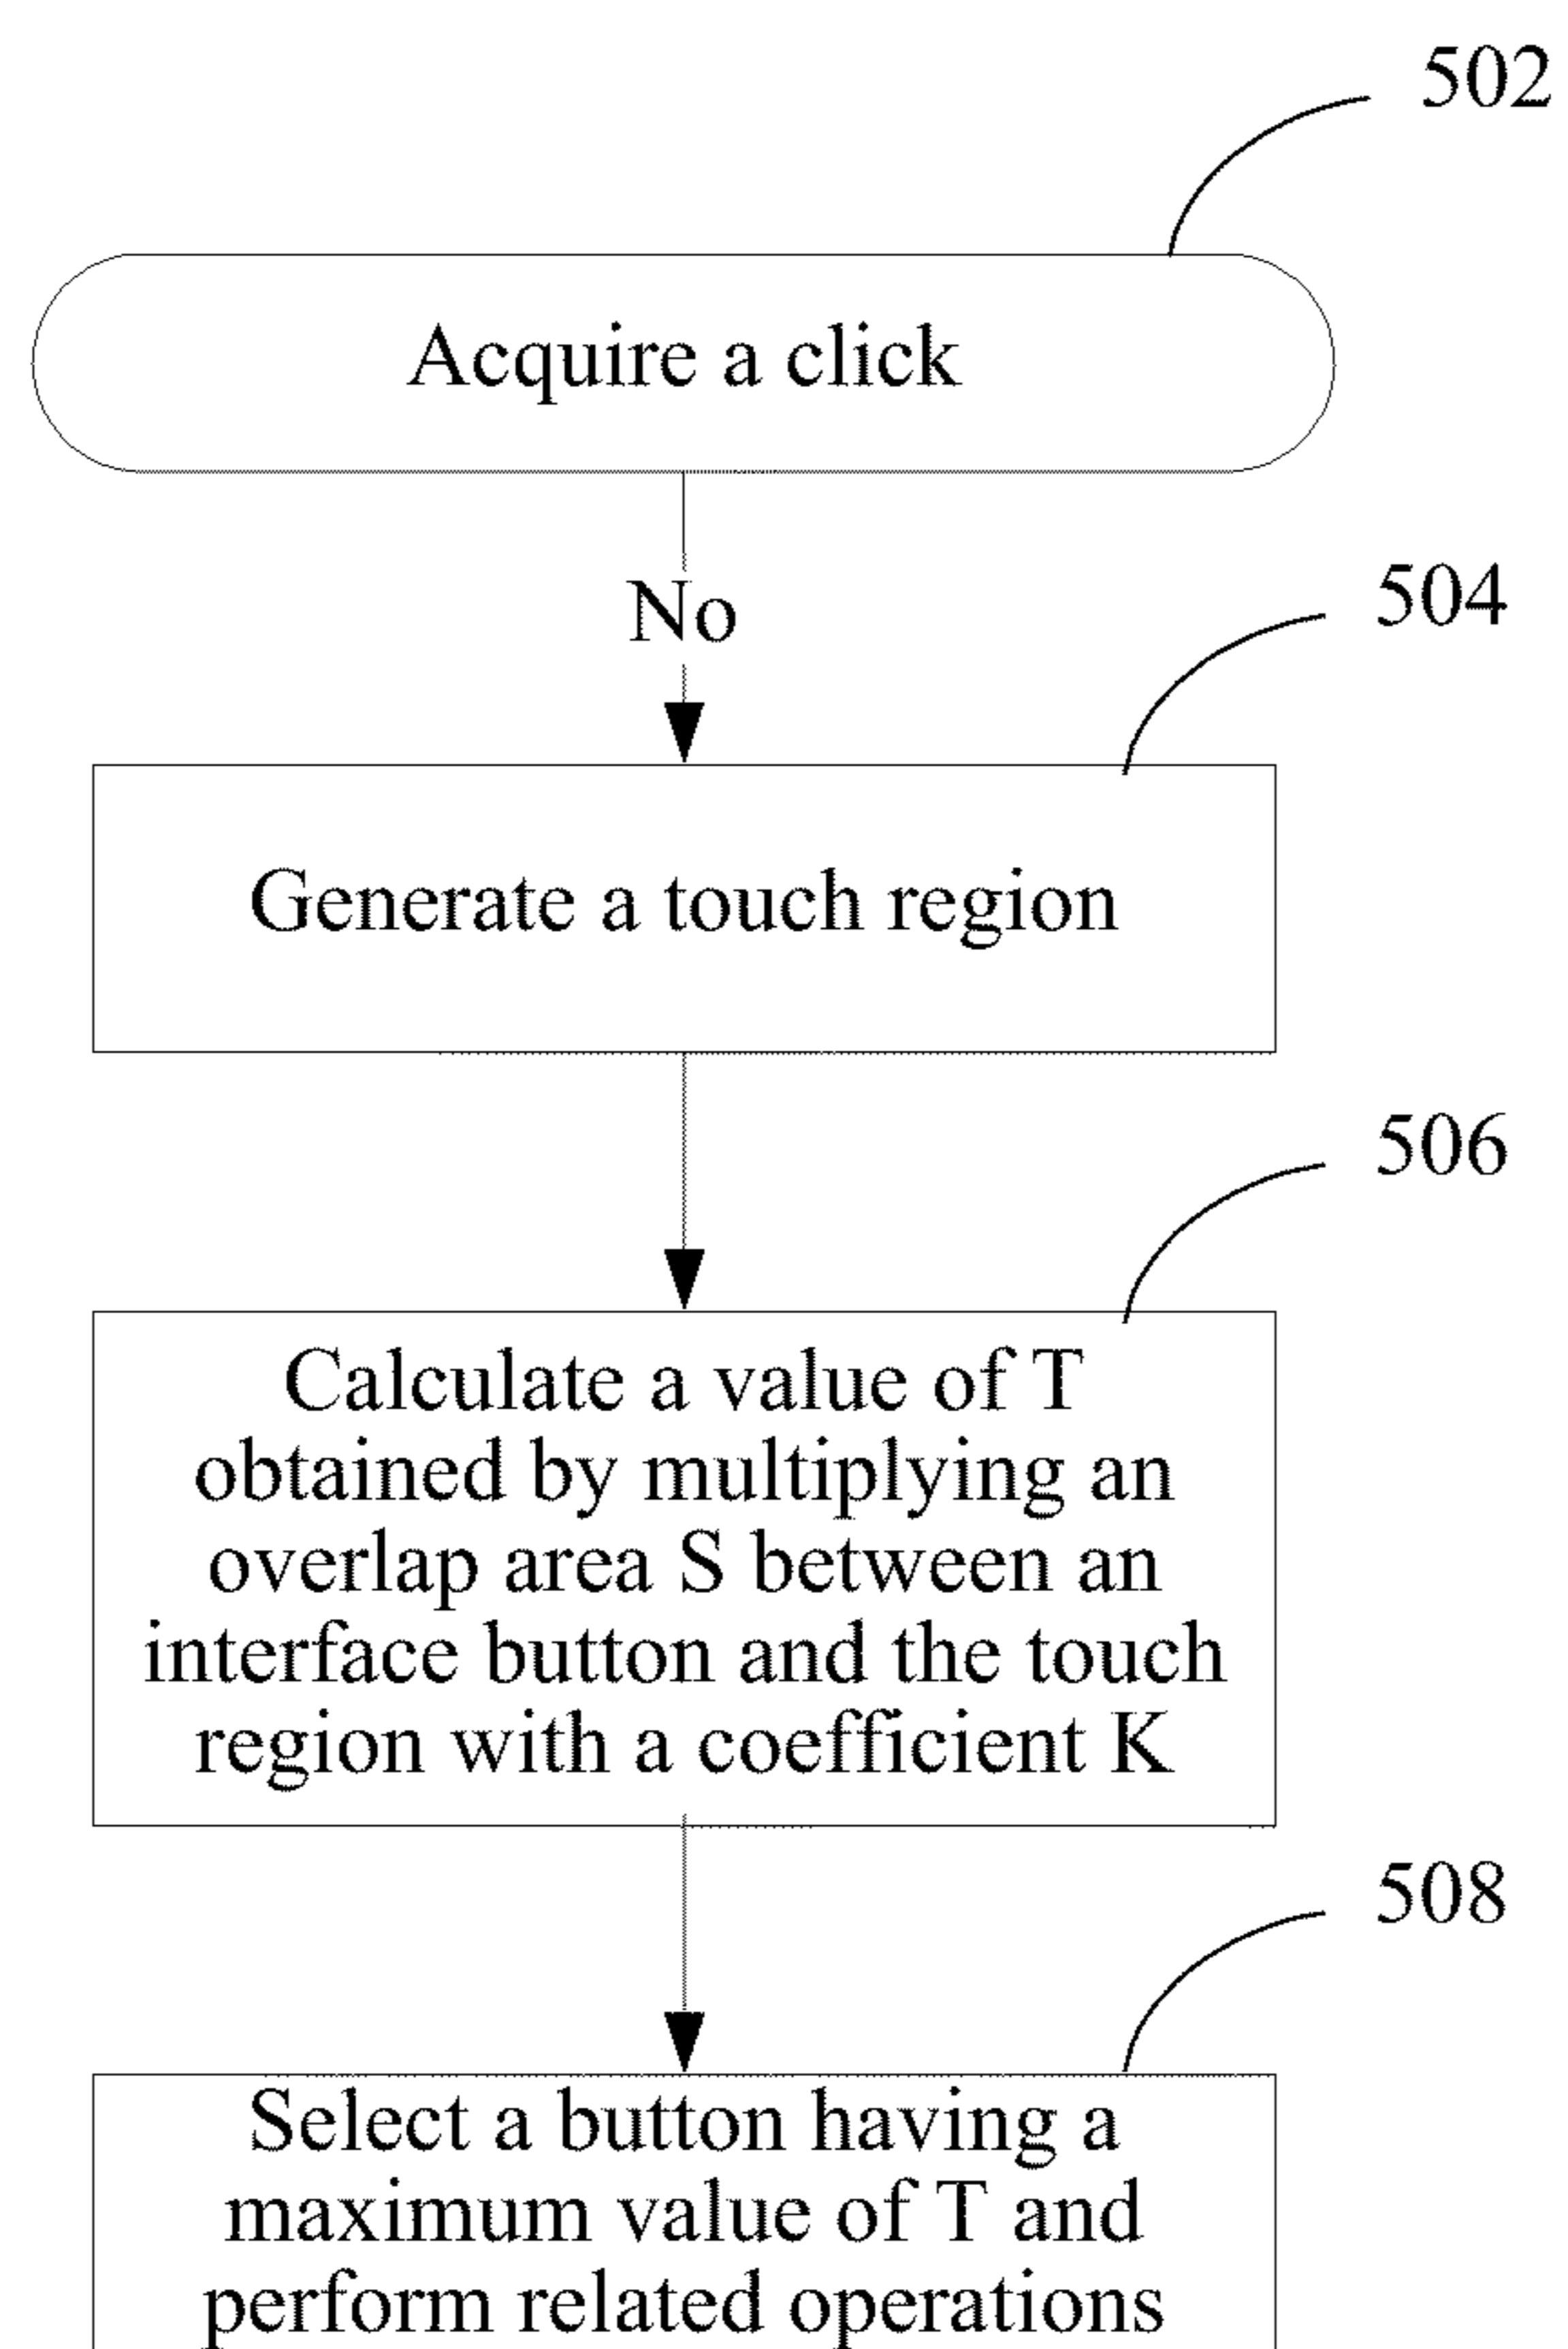 502
Acquire a click
No
504
Generate a touch region
506
Calculate a value of T
obtained by multiplying an
overlap area S between an
interface button and the touch
region with a coefficient K
508
Select a button having a
maximum value of T and
perform related operations